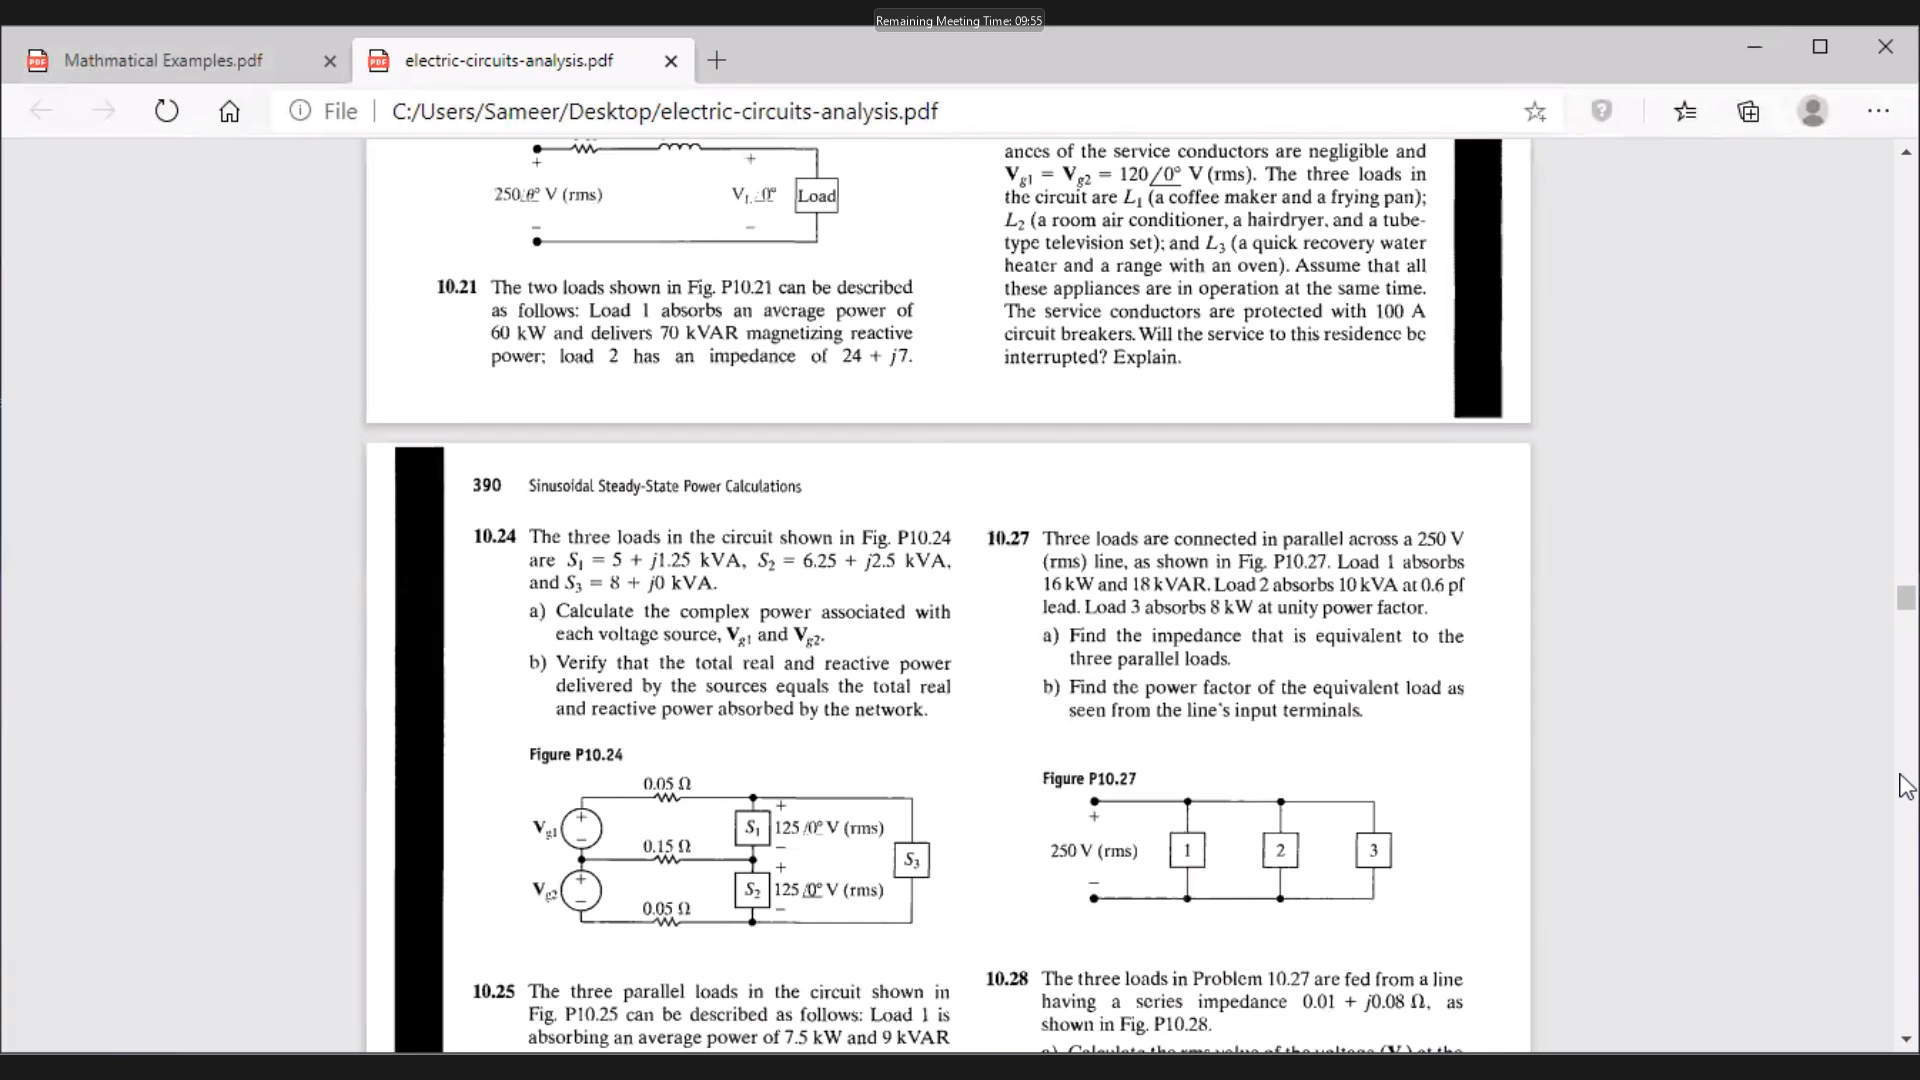 Remaining Meeting Time: 09:55
Mathmatical Examples.pdf
electric-circuits-analysis.pdf
File
C:/Users/Sameer/Desktop/electric-circuits-analysis.pdf
+
+
250 /θ° V (rms)
V_L /0°
Load
−
−
10.21 The two loads shown in Fig. P10.21 can be described
as follows: Load 1 absorbs an average power of
60 kW and delivers 70 kVAR magnetizing reactive
power; load 2 has an impedance of 24 + j7.
ances of the service conductors are negligible and
V_g1 = V_g2 = 120/0° V (rms). The three loads in
the circuit are L₁ (a coffee maker and a frying pan);
L₂ (a room air conditioner, a hairdryer, and a tube-
type television set); and L₃ (a quick recovery water
heater and a range with an oven). Assume that all
these appliances are in operation at the same time.
The service conductors are protected with 100 A
circuit breakers. Will the service to this residence be
interrupted? Explain.
390 Sinusoidal Steady-State Power Calculations
10.24 The three loads in the circuit shown in Fig. P10.24
are S₁ = 5 + j1.25 kVA, S₂ = 6.25 + j2.5 kVA,
and S₃ = 8 + j0 kVA.
a) Calculate the complex power associated with
each voltage source, V_g1 and V_g2.
b) Verify that the total real and reactive power
delivered by the sources equals the total real
and reactive power absorbed by the network.
Figure P10.24
0.05 Ω
V_g1
+
−
S₁
+
125 /0° V (rms)
−
0.15 Ω
S₃
V_g2
+
−
S₂
+
125 /0° V (rms)
−
0.05 Ω
10.25 The three parallel loads in the circuit shown in
Fig. P10.25 can be described as follows: Load 1 is
absorbing an average power of 7.5 kW and 9 kVAR
10.27 Three loads are connected in parallel across a 250 V
(rms) line, as shown in Fig. P10.27. Load 1 absorbs
16 kW and 18 kVAR. Load 2 absorbs 10 kVA at 0.6 pf
lead. Load 3 absorbs 8 kW at unity power factor.
a) Find the impedance that is equivalent to the
three parallel loads.
b) Find the power factor of the equivalent load as
seen from the line's input terminals.
Figure P10.27
+
250 V (rms)
1
2
3
−
10.28 The three loads in Problem 10.27 are fed from a line
having a series impedance 0.01 + j0.08 Ω, as
shown in Fig. P10.28.